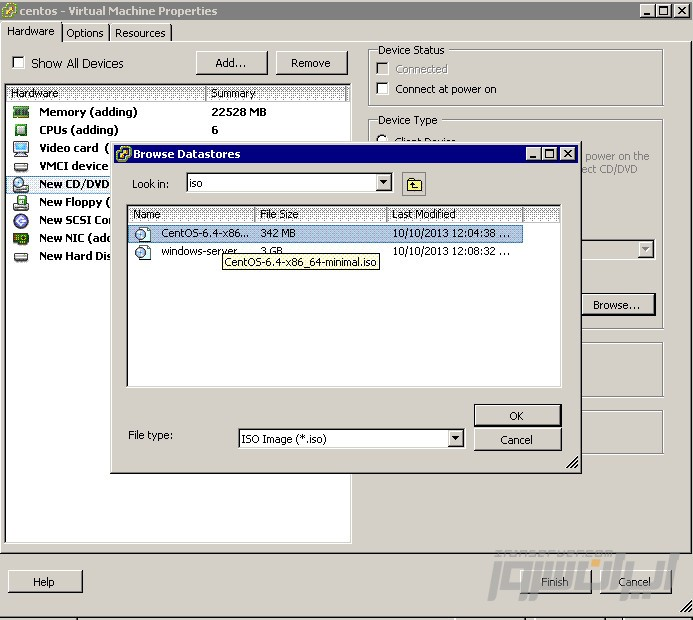 centos - Virtual Machine Properties
Hardware Options Resources
Show All Devices Add... Remove
Hardware Summary
Memory (adding) 22528 MB
CPUs (adding) 6
Video card (
VMCI device
New CD/DVD
New Floppy (
New SCSI Co
New NIC (add
New Hard Dis
Device Status
Connected
Connect at power on
Device Type
power on the
ect CD/DVD
Browse...
Browse Datastores
Look in: iso
Name File Size Last Modified
CentOS-6.4-x86... 342 MB 10/10/2013 12:04:38 ...
windows-server 3 GB 10/10/2013 12:08:32 ...
CentOS-6.4-x86_64-minimal.iso
OK
File type: ISO Image (*.iso)
Cancel
Help Finish Cancel
ایران سرور